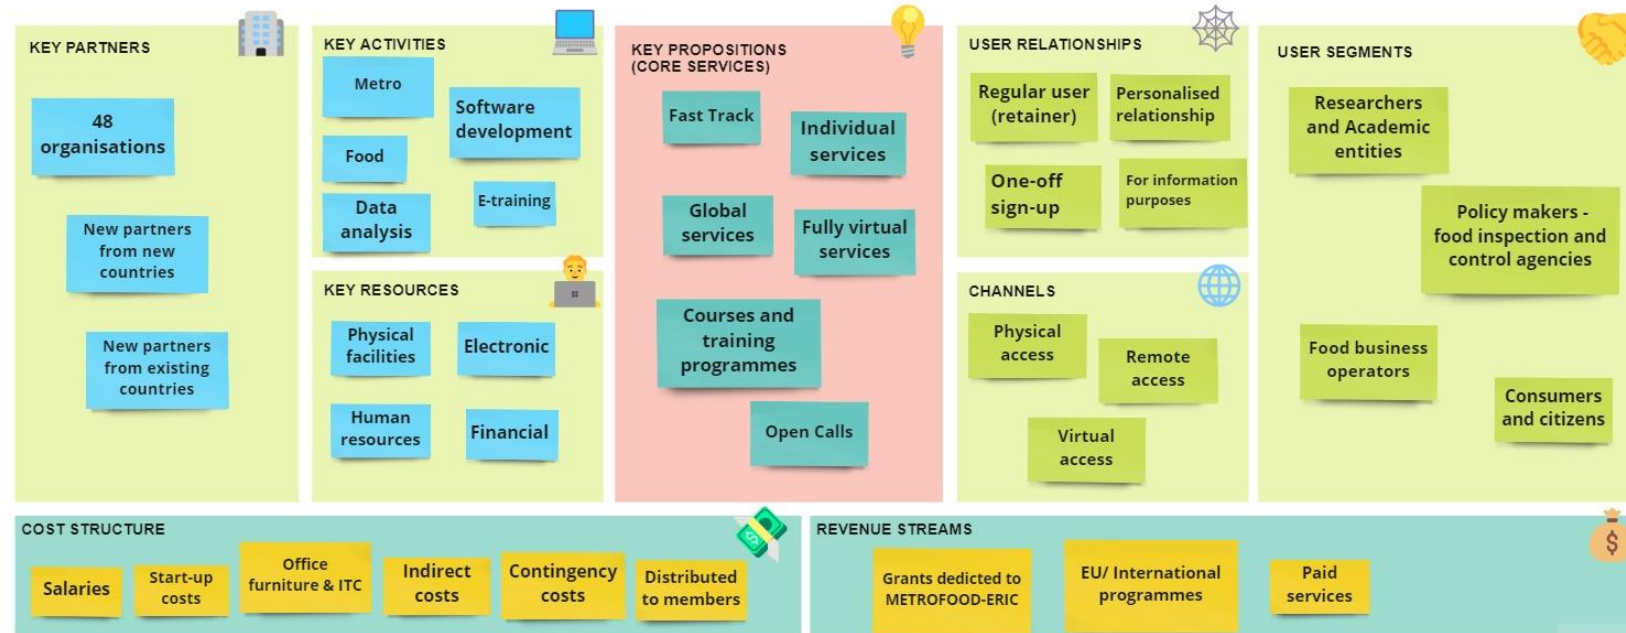 KEY PARTNERS
48
organisations
New partners
from new
countries
New partners
from existing
countries
KEY ACTIVITIES
Metro
Software
development
Food
Data
analysis
E-training
KEY RESOURCES
Physical
facilities
Electronic
Human
resources
Financial
KEY PROPOSITIONS
(CORE SERVICES)
Fast Track
Individual
services
Global
services
Fully virtual
services
Courses and
training
programmes
Open Calls
USER RELATIONSHIPS
Regular user
(retainer)
Personalised
relationship
One-off
sign-up
For information
purposes
CHANNELS
Physical
access
Remote
access
Virtual
access
USER SEGMENTS
Researchers
and Academic
entities
Policy makers -
food inspection and
control agencies
Food business
operators
Consumers
and citizens
COST STRUCTURE
Salaries
Start-up
costs
Office
furniture & ITC
Indirect
costs
Contingency
costs
Distributed
to members
REVENUE STREAMS
Grants dedicted to
METROFOOD-ERIC
EU/ International
programmes
Paid
services